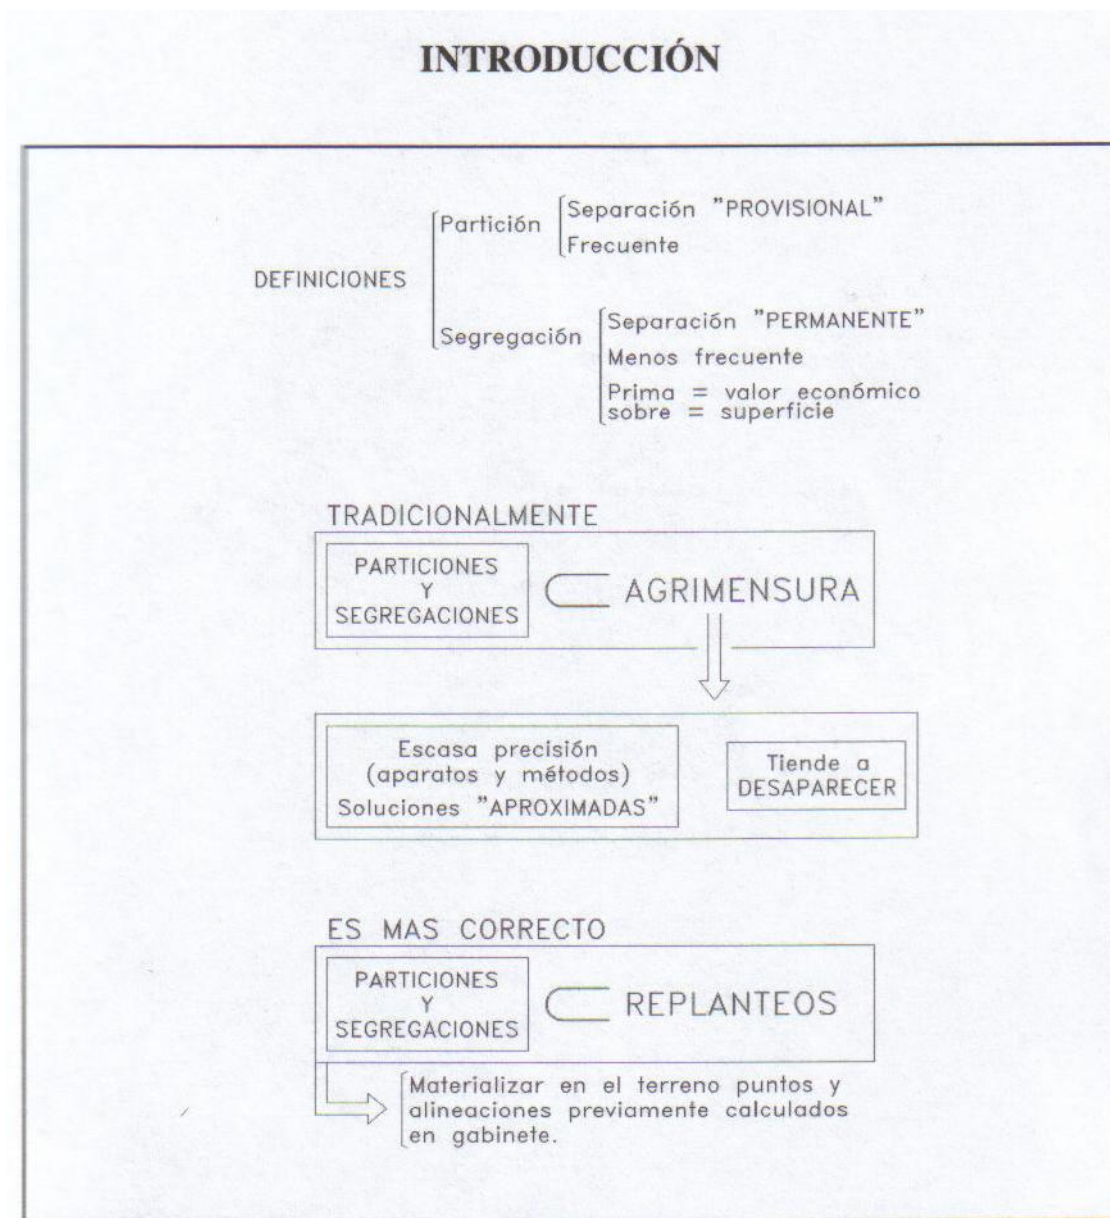 INTRODUCCIÓN
DEFINICIONES
Partición
Separación "PROVISIONAL"
Frecuente
Segregación
Separación "PERMANENTE"
Menos frecuente
Prima = valor económico
sobre = superficie
TRADICIONALMENTE
PARTICIONES
Y
SEGREGACIONES
⊂ AGRIMENSURA
Escasa precisión
(aparatos y métodos)
Soluciones "APROXIMADAS"
Tiende a
DESAPARECER
ES MAS CORRECTO
PARTICIONES
Y
SEGREGACIONES
⊂ REPLANTEOS
Materializar en el terreno puntos y
alineaciones previamente calculados
en gabinete.